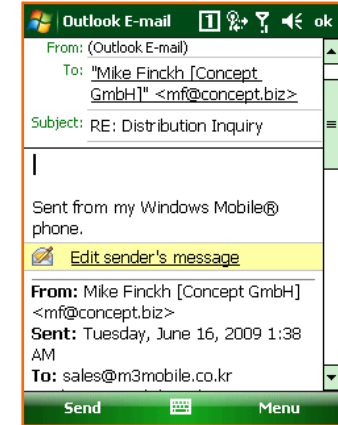 Outlook E-mail 1 ok
From: (Outlook E-mail)
To: "Mike Finckh [Concept
GmbH]" <mf@concept.biz>
Subject: RE: Distribution Inquiry
Sent from my Windows Mobile®
phone.
Edit sender's message
From: Mike Finckh [Concept GmbH]
<mf@concept.biz>
Sent: Tuesday, June 16, 2009 1:38
AM
To: sales@m3mobile.co.kr
Send Menu